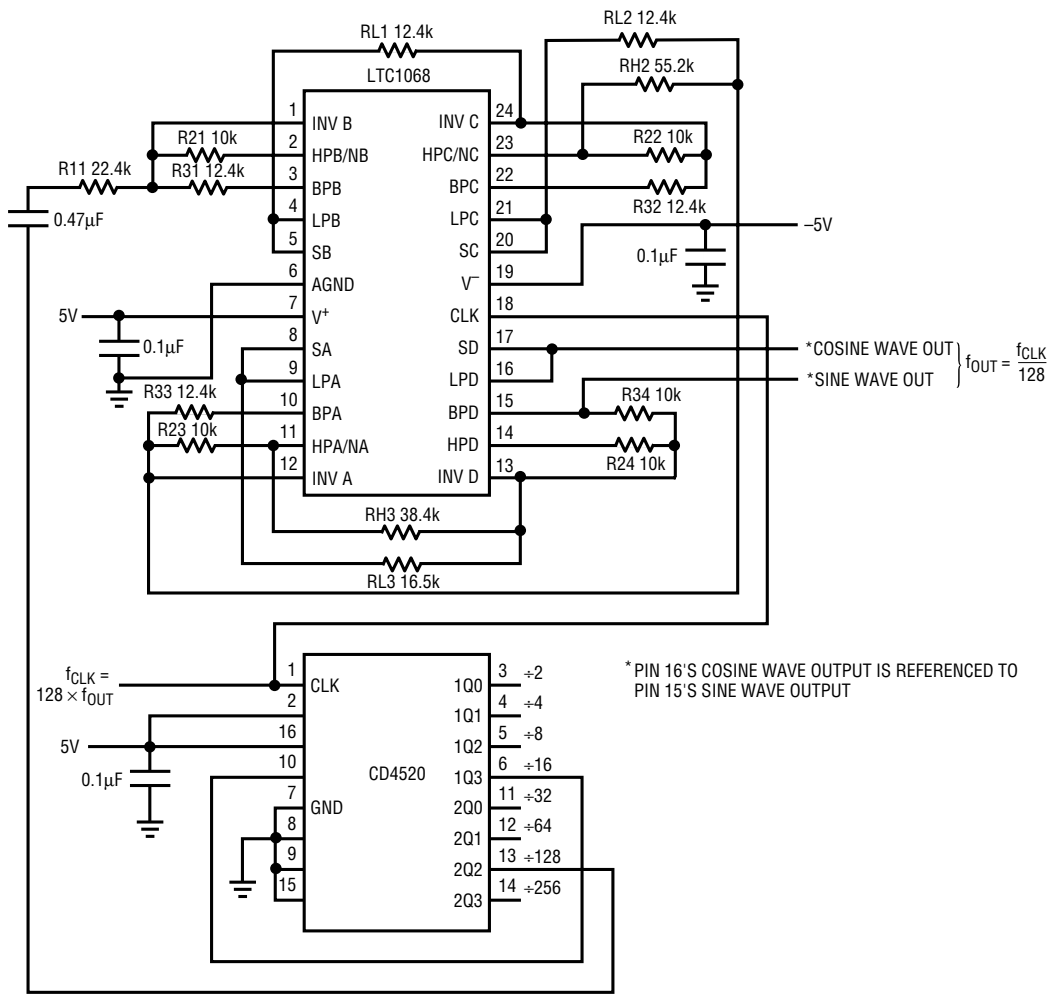 RL1 12.4k
RL2 12.4k
RH2 55.2k
LTC1068
1 INV B
2 HPB/NB
3 BPB
4 LPB
5 SB
6 AGND
7 V+
8 SA
9 LPA
10 BPA
11 HPA/NA
12 INV A
INV C 24
HPC/NC 23
BPC 22
LPC 21
SC 20
V– 19
CLK 18
SD 17
LPD 16
BPD 15
HPD 14
INV D 13
R21 10k
R11 22.4k
R31 12.4k
0.47µF
5V
0.1µF
R33 12.4k
R23 10k
R22 10k
R32 12.4k
–5V
0.1µF
*COSINE WAVE OUT
*SINE WAVE OUT
fOUT = fCLK
128
R34 10k
R24 10k
RH3 38.4k
RL3 16.5k
fCLK =
128 × fOUT
5V
0.1µF
1 CLK
2
16
10
7 GND
8
9
15
CD4520
1Q0 3 ÷2
1Q1 4 ÷4
1Q2 5 ÷8
1Q3 6 ÷16
2Q0 11 ÷32
2Q1 12 ÷64
2Q2 13 ÷128
2Q3 14 ÷256
*PIN 16'S COSINE WAVE OUTPUT IS REFERENCED TO
PIN 15'S SINE WAVE OUTPUT